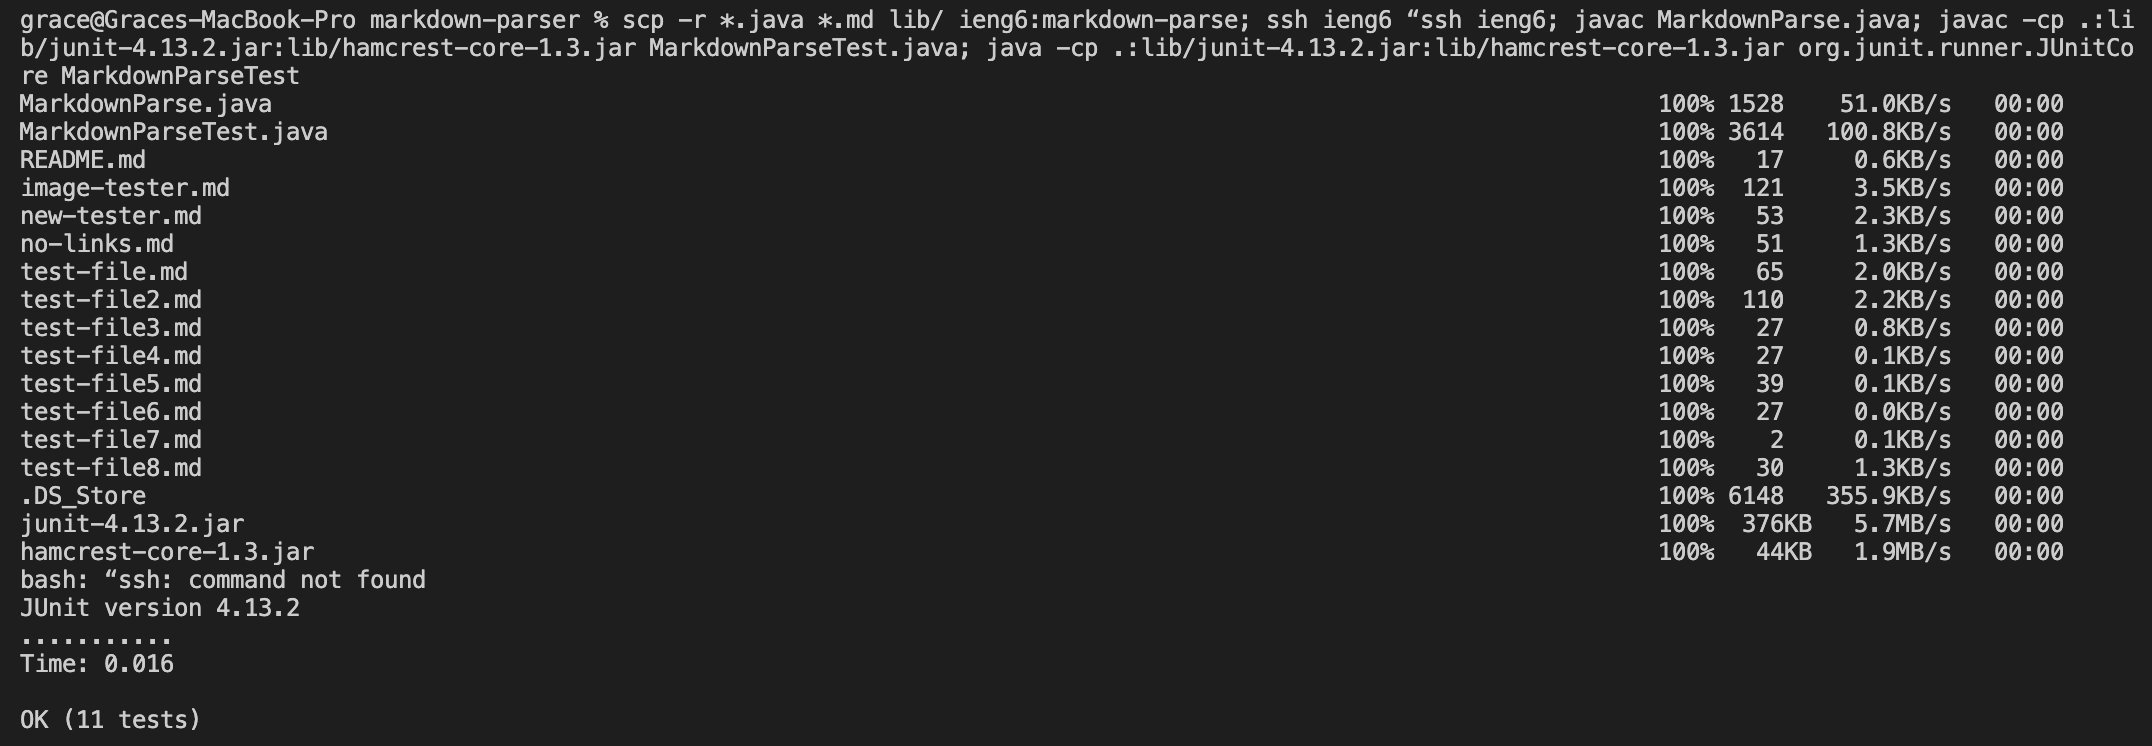 grace@Graces-MacBook-Pro markdown-parser % scp -r *.java *.md lib/ ieng6:markdown-parse; ssh ieng6 “ssh ieng6; javac MarkdownParse.java; javac -cp .:li
b/junit-4.13.2.jar:lib/hamcrest-core-1.3.jar MarkdownParseTest.java; java -cp .:lib/junit-4.13.2.jar:lib/hamcrest-core-1.3.jar org.junit.runner.JUnitCo
re MarkdownParseTest
MarkdownParse.java 100% 1528 51.0KB/s 00:00
MarkdownParseTest.java 100% 3614 100.8KB/s 00:00
README.md 100% 17 0.6KB/s 00:00
image-tester.md 100% 121 3.5KB/s 00:00
new-tester.md 100% 53 2.3KB/s 00:00
no-links.md 100% 51 1.3KB/s 00:00
test-file.md 100% 65 2.0KB/s 00:00
test-file2.md 100% 110 2.2KB/s 00:00
test-file3.md 100% 27 0.8KB/s 00:00
test-file4.md 100% 27 0.1KB/s 00:00
test-file5.md 100% 39 0.1KB/s 00:00
test-file6.md 100% 27 0.0KB/s 00:00
test-file7.md 100% 2 0.1KB/s 00:00
test-file8.md 100% 30 1.3KB/s 00:00
.DS_Store 100% 6148 355.9KB/s 00:00
junit-4.13.2.jar 100% 376KB 5.7MB/s 00:00
hamcrest-core-1.3.jar 100% 44KB 1.9MB/s 00:00
bash: “ssh: command not found
JUnit version 4.13.2
...........
Time: 0.016
OK (11 tests)